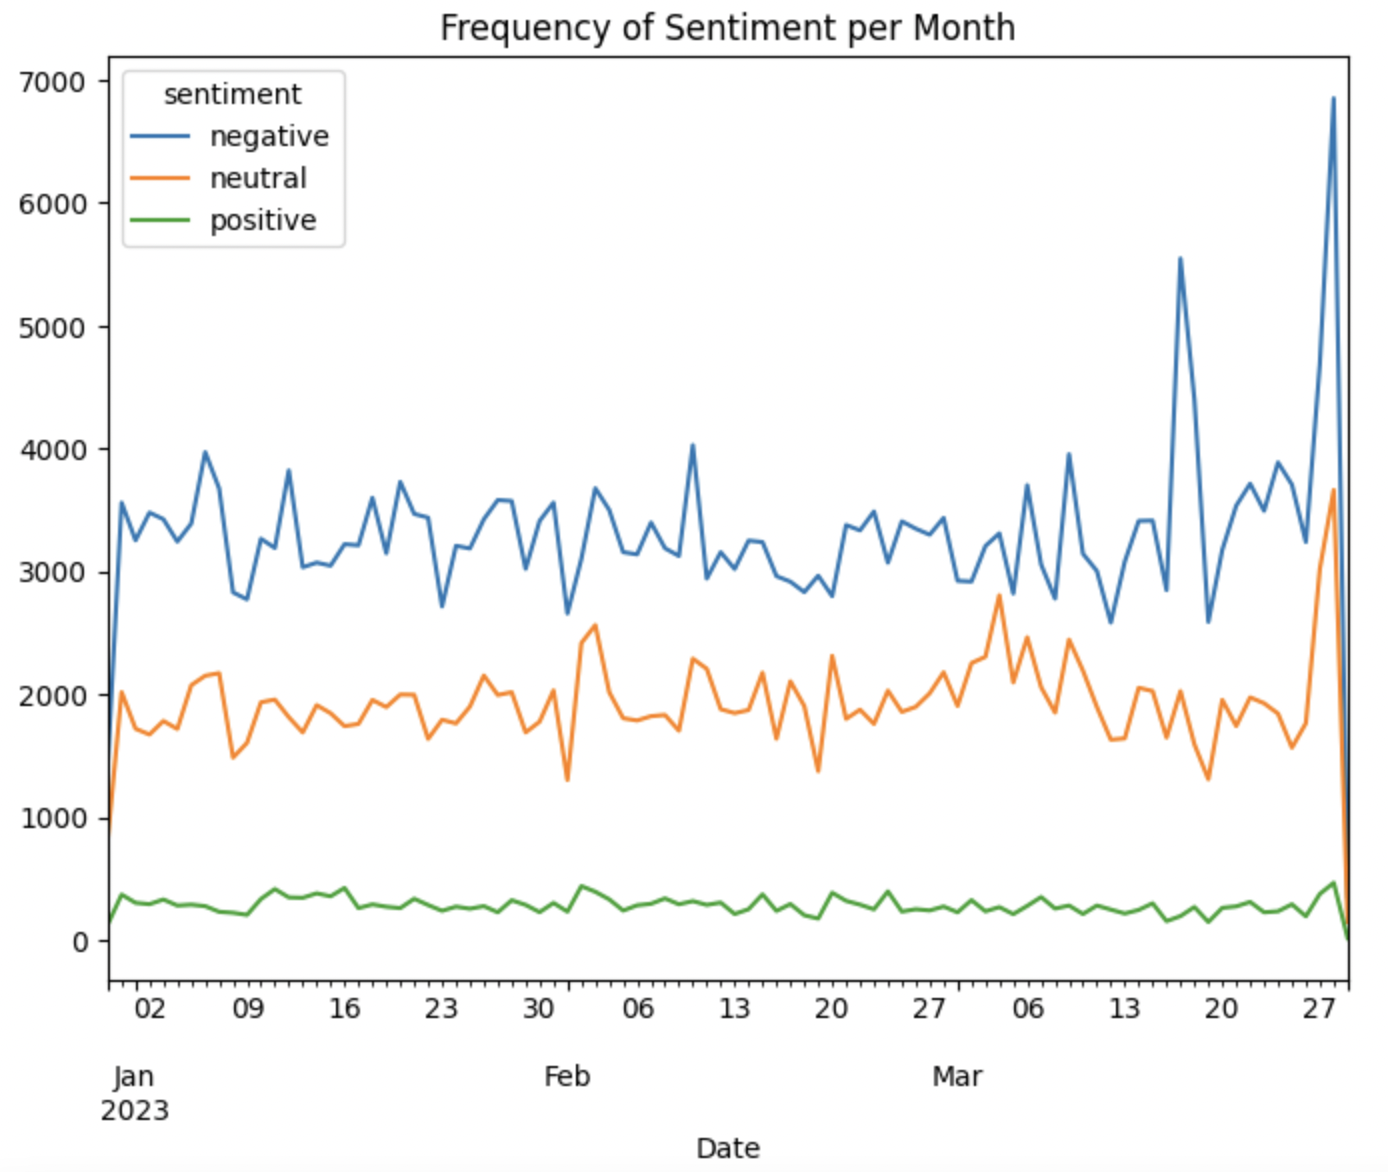 Frequency of Sentiment per Month
7000
6000
5000
4000
3000
2000
1000
0
sentiment
negative
neutral
positive
02 09 16 23 30 06 13 20 27 06 13 20 27
Jan Feb Mar
2023
Date